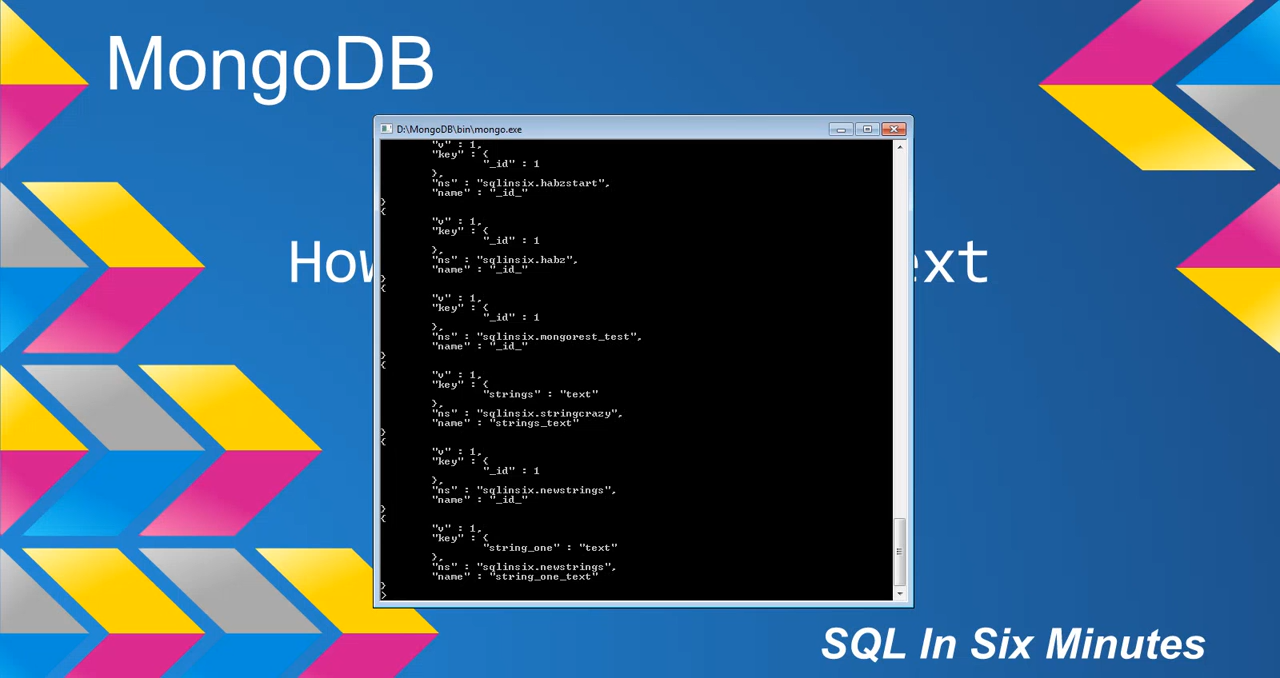 MongoDB
How
ext
D:\MongoDB\bin\mongo.exe
"v" : 1,
"key" : {
"_id" : 1
},
"ns" : "sqlinsix.habzstart",
"name" : "_id_"
}
{
"v" : 1,
"key" : {
"_id" : 1
},
"ns" : "sqlinsix.habz",
"name" : "_id_"
}
{
"v" : 1,
"key" : {
"_id" : 1
},
"ns" : "sqlinsix.mongorest_test",
"name" : "_id_"
}
{
"v" : 1,
"key" : {
"strings" : "text"
},
"ns" : "sqlinsix.stringcrazy",
"name" : "strings_text"
}
{
"v" : 1,
"key" : {
"_id" : 1
},
"ns" : "sqlinsix.newstrings",
"name" : "_id_"
}
{
"v" : 1,
"key" : {
"string_one" : "text"
},
"ns" : "sqlinsix.newstrings",
"name" : "string_one_text"
}
>
SQL In Six Minutes